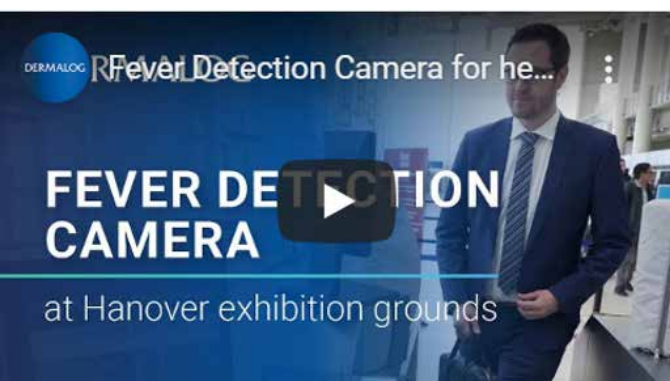 DERMALOG
Fever Detection Camera for he...
FEVER DETECTION
CAMERA
at Hanover exhibition grounds